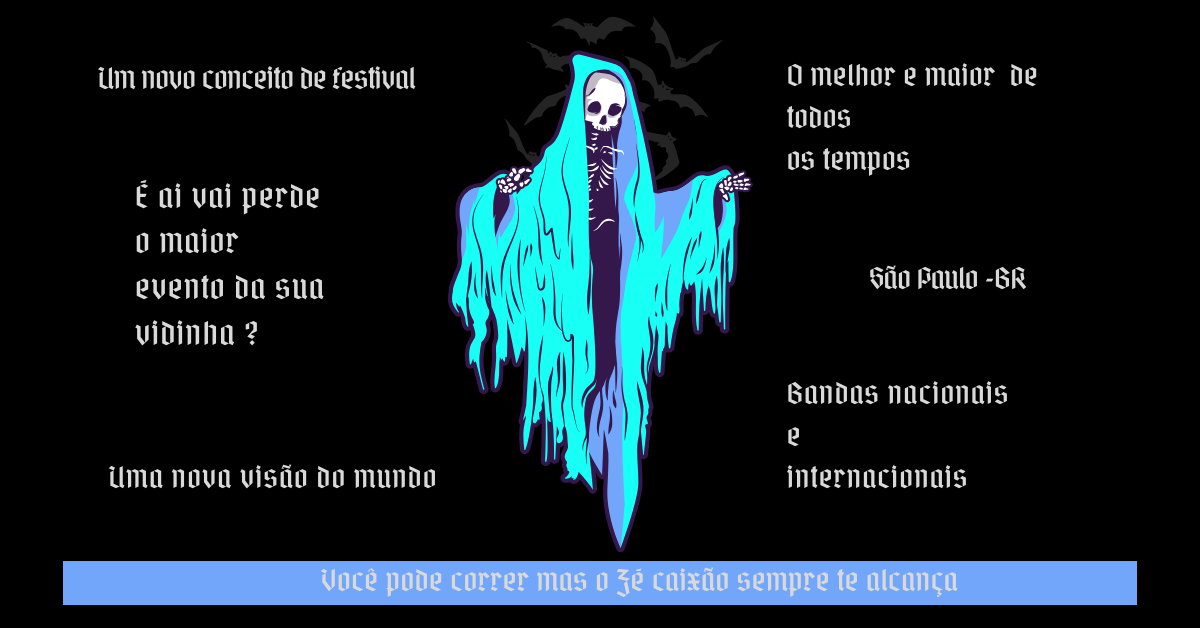 Um novo conceito de festival
É ai vai perde
o maior
evento da sua
vidinha ?
Uma nova visão do mundo
O melhor e maior  de
todos
os tempos
São Paulo -BR
Bandas nacionais
e
internacionais
Você pode correr mas o Zé caixão sempre te alcança